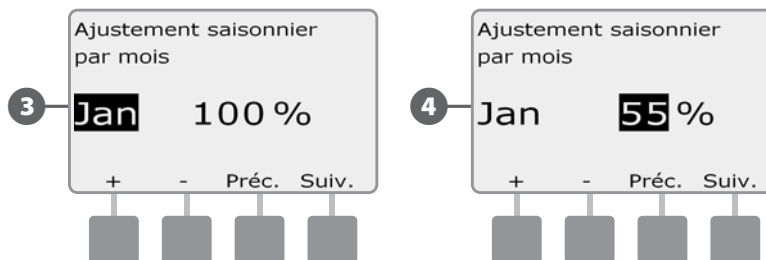 Ajustement saisonnier
par mois
3
Jan 100 %
+ - Préc. Suiv.
Ajustement saisonnier
par mois
4
Jan 55 %
+ - Préc. Suiv.